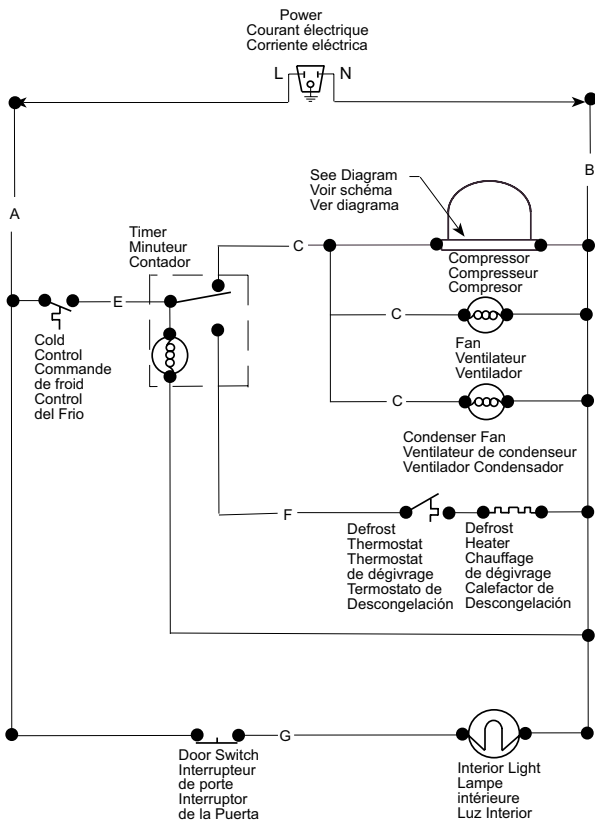 Power
Courant électrique
Corriente eléctrica
L N
B
See Diagram
Voir schéma
Ver diagrama
A
Timer
Minuteur
Contador
C
Compressor
Compresseur
Compresor
E
C
Cold
Control
Commande
de froid
Control
del Frio
Fan
Ventilateur
Ventilador
C
Condenser Fan
Ventilateur de condenseur
Ventilador Condensador
F
Defrost
Thermostat
Thermostat
de dégivrage
Termostato de
Descongelación
Defrost
Heater
Chauffage
de dégivrage
Calefactor de
Descongelación
G
Door Switch
Interrupteur
de porte
Interruptor
de la Puerta
Interior Light
Lampe
intérieure
Luz Interior